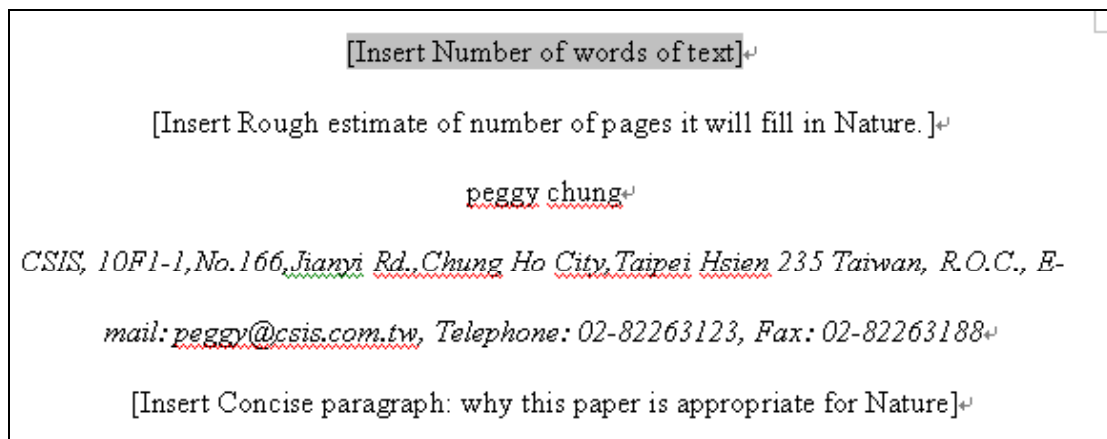 [Insert Number of words of text]
[Insert Rough estimate of number of pages it will fill in Nature.]
peggy chung
CSIS, 10F1-1,No.166,Jianyi Rd.,Chung Ho City,Taipei Hsien 235 Taiwan, R.O.C., E-
mail: peggy@csis.com.tw, Telephone: 02-82263123, Fax: 02-82263188
[Insert Concise paragraph: why this paper is appropriate for Nature]